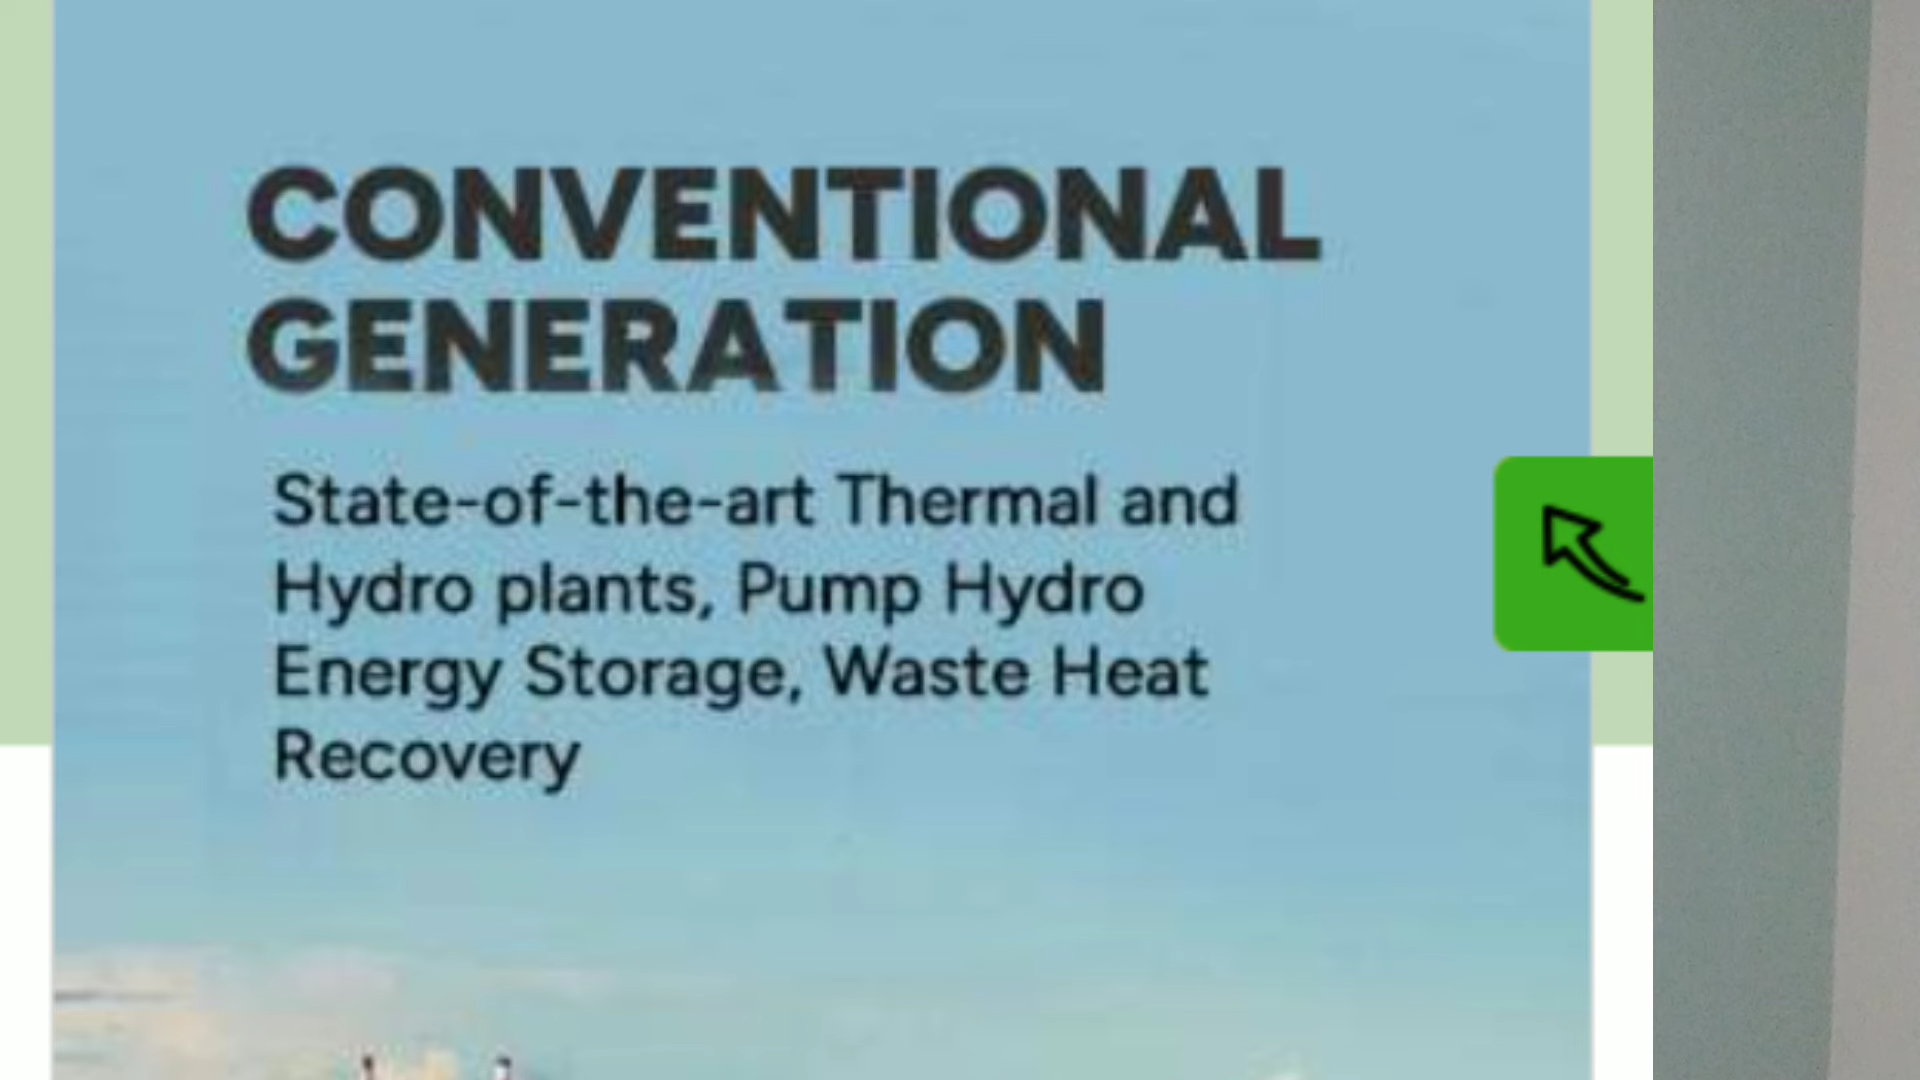 CONVENTIONAL
GENERATION
State-of-the-art Thermal and
Hydro plants, Pump Hydro
Energy Storage, Waste Heat
Recovery